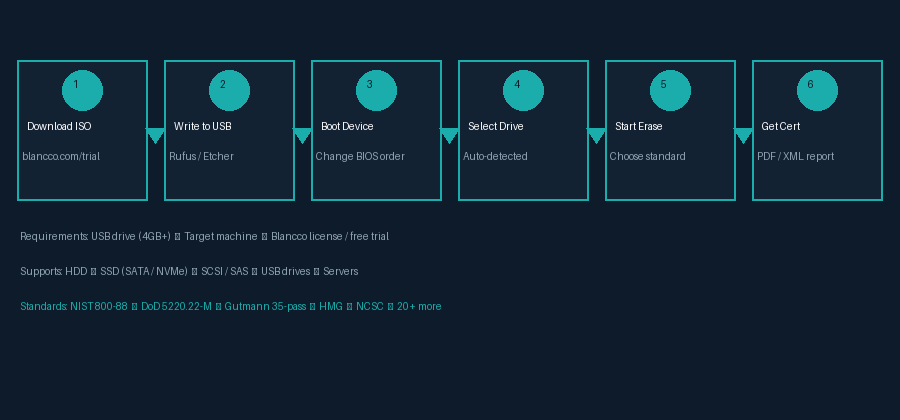 1
Download ISO
blancco.com/trial
2
Write to USB
Rufus / Etcher
3
Boot Device
Change BIOS order
4
Select Drive
Auto-detected
5
Start Erase
Choose standard
6
Get Cert
PDF / XML report
Requirements: USB drive (4GB+) ▯ Target machine ▯ Blancco license / free trial
Supports: HDD ▯ SSD (SATA / NVMe) ▯ SCSI / SAS ▯ USB drives ▯ Servers
Standards: NIST 800-88 ▯ DoD 5220.22-M ▯ Gutmann 35-pass ▯ HMG ▯ NCSC ▯ 20+ more